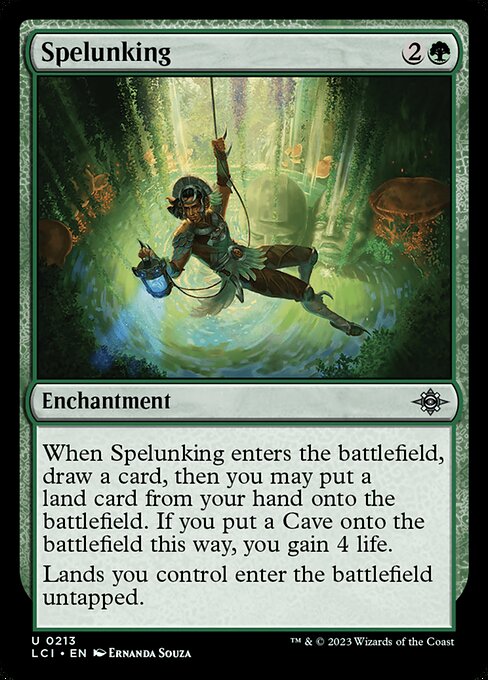 Spelunking 2
Enchantment
When Spelunking enters the battlefield,
draw a card, then you may put a
land card from your hand onto the
battlefield. If you put a Cave onto the
battlefield this way, you gain 4 life.
Lands you control enter the battlefield
untapped.
U 0213 ™ & © 2023 Wizards of the Coast
LCI • EN Ernanda Souza